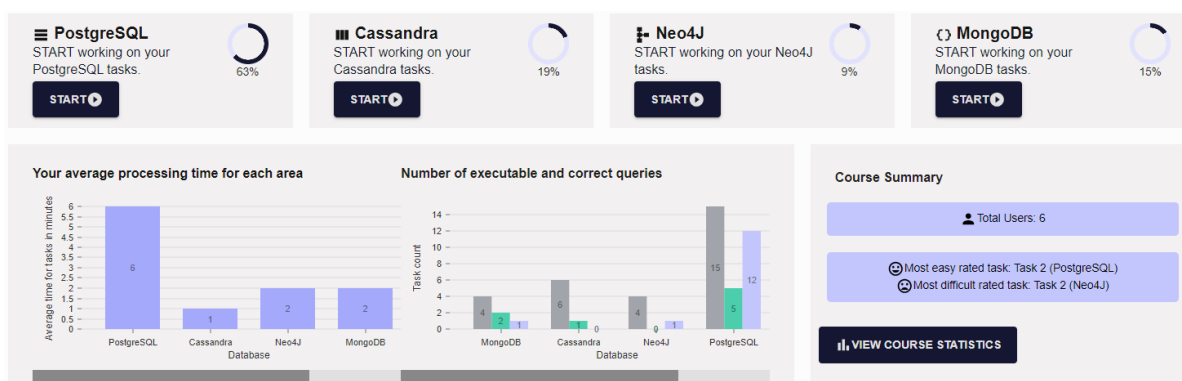 PostgreSQL
START working on your
PostgreSQL tasks.
63%
START
Cassandra
START working on your
Cassandra tasks.
19%
START
Neo4J
START working on your Neo4J
tasks.
9%
START
MongoDB
START working on your
MongoDB tasks.
15%
START
Your average processing time for each area
Average time for tasks in minutes
6
5.5
5
4.5
4
3.5
3
2.5
2
1.5
1
0.5
0
6
1
2
2
PostgreSQL
Cassandra
Neo4J
MongoDB
Database
Number of executable and correct queries
Task count
14
12
10
8
6
4
2
0
4
2
1
6
1
0
4
0
1
15
5
12
MongoDB
Cassandra
Neo4J
PostgreSQL
Database
Course Summary
Total Users: 6
Most easy rated task: Task 2 (PostgreSQL)
Most difficult rated task: Task 2 (Neo4J)
VIEW COURSE STATISTICS